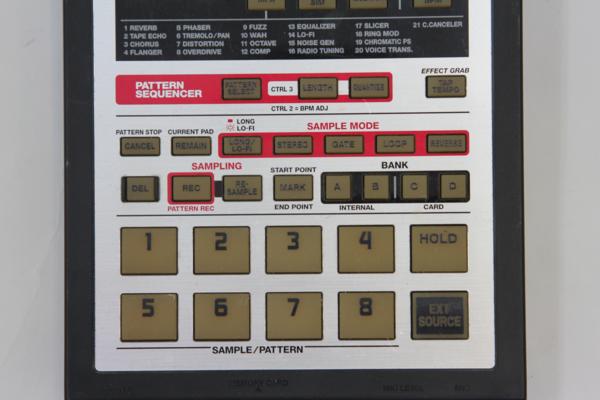 1 REVERB 5 PHASER 9 FUZZ 13 EQUALIZER 17 SLICER 21 C.CANCELER
2 TAPE ECHO 6 TREMOLO/PAN 10 WAH 14 LO-FI 18 RING MOD
3 CHORUS 7 DISTORTION 11 OCTAVE 15 NOISE GEN 19 CHROMATIC PS
4 FLANGER 8 OVERDRIVE 12 COMP 16 RADIO TUNING 20 VOICE TRANS.
EFFECT GRAB
PATTERN
SEQUENCER
PATTERN
SELECT
CTRL 3
LENGTH
QUANTIZE
TAP
TEMPO
CTRL 2 = BPM ADJ
LONG
LO-FI
PATTERN STOP
CURRENT PAD
SAMPLE MODE
CANCEL
REMAIN
LONG/
LO-FI
STEREO
GATE
LOOP
REVERSE
SAMPLING
START POINT
BANK
DEL
REC
RE-
SAMPLE
MARK
A B C D
PATTERN REC
END POINT
INTERNAL
CARD
1 2 3 4 HOLD
5 6 7 8 EXT
SOURCE
SAMPLE/PATTERN
MEMORY CARD